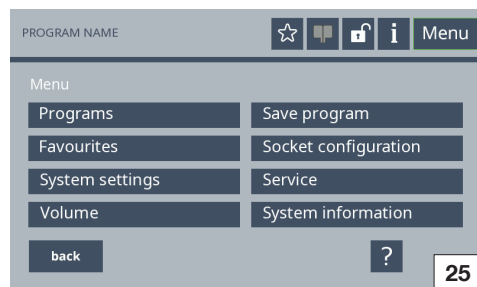 PROGRAM NAME i Menu
Menu
Programs Save program
Favourites Socket configuration
System settings Service
Volume System information
back ?
25